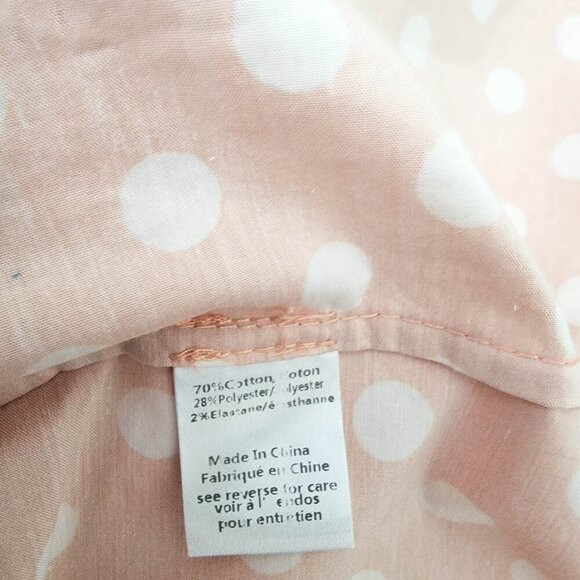 70%Cotton, coton
28%Polyester/polyester
2%Elastane/élasthanne
Made In China
Fabriqué en Chine
see reverse for care
voir à l' endos
pour entretien